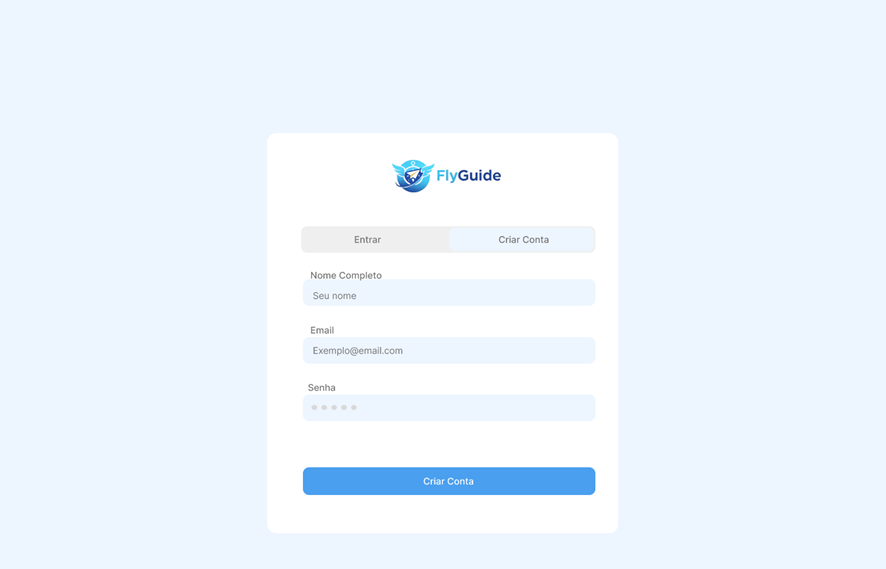 FlyGuide
Entrar Criar Conta
Nome Completo
Seu nome
Email
Exemplo@email.com
Senha
Criar Conta